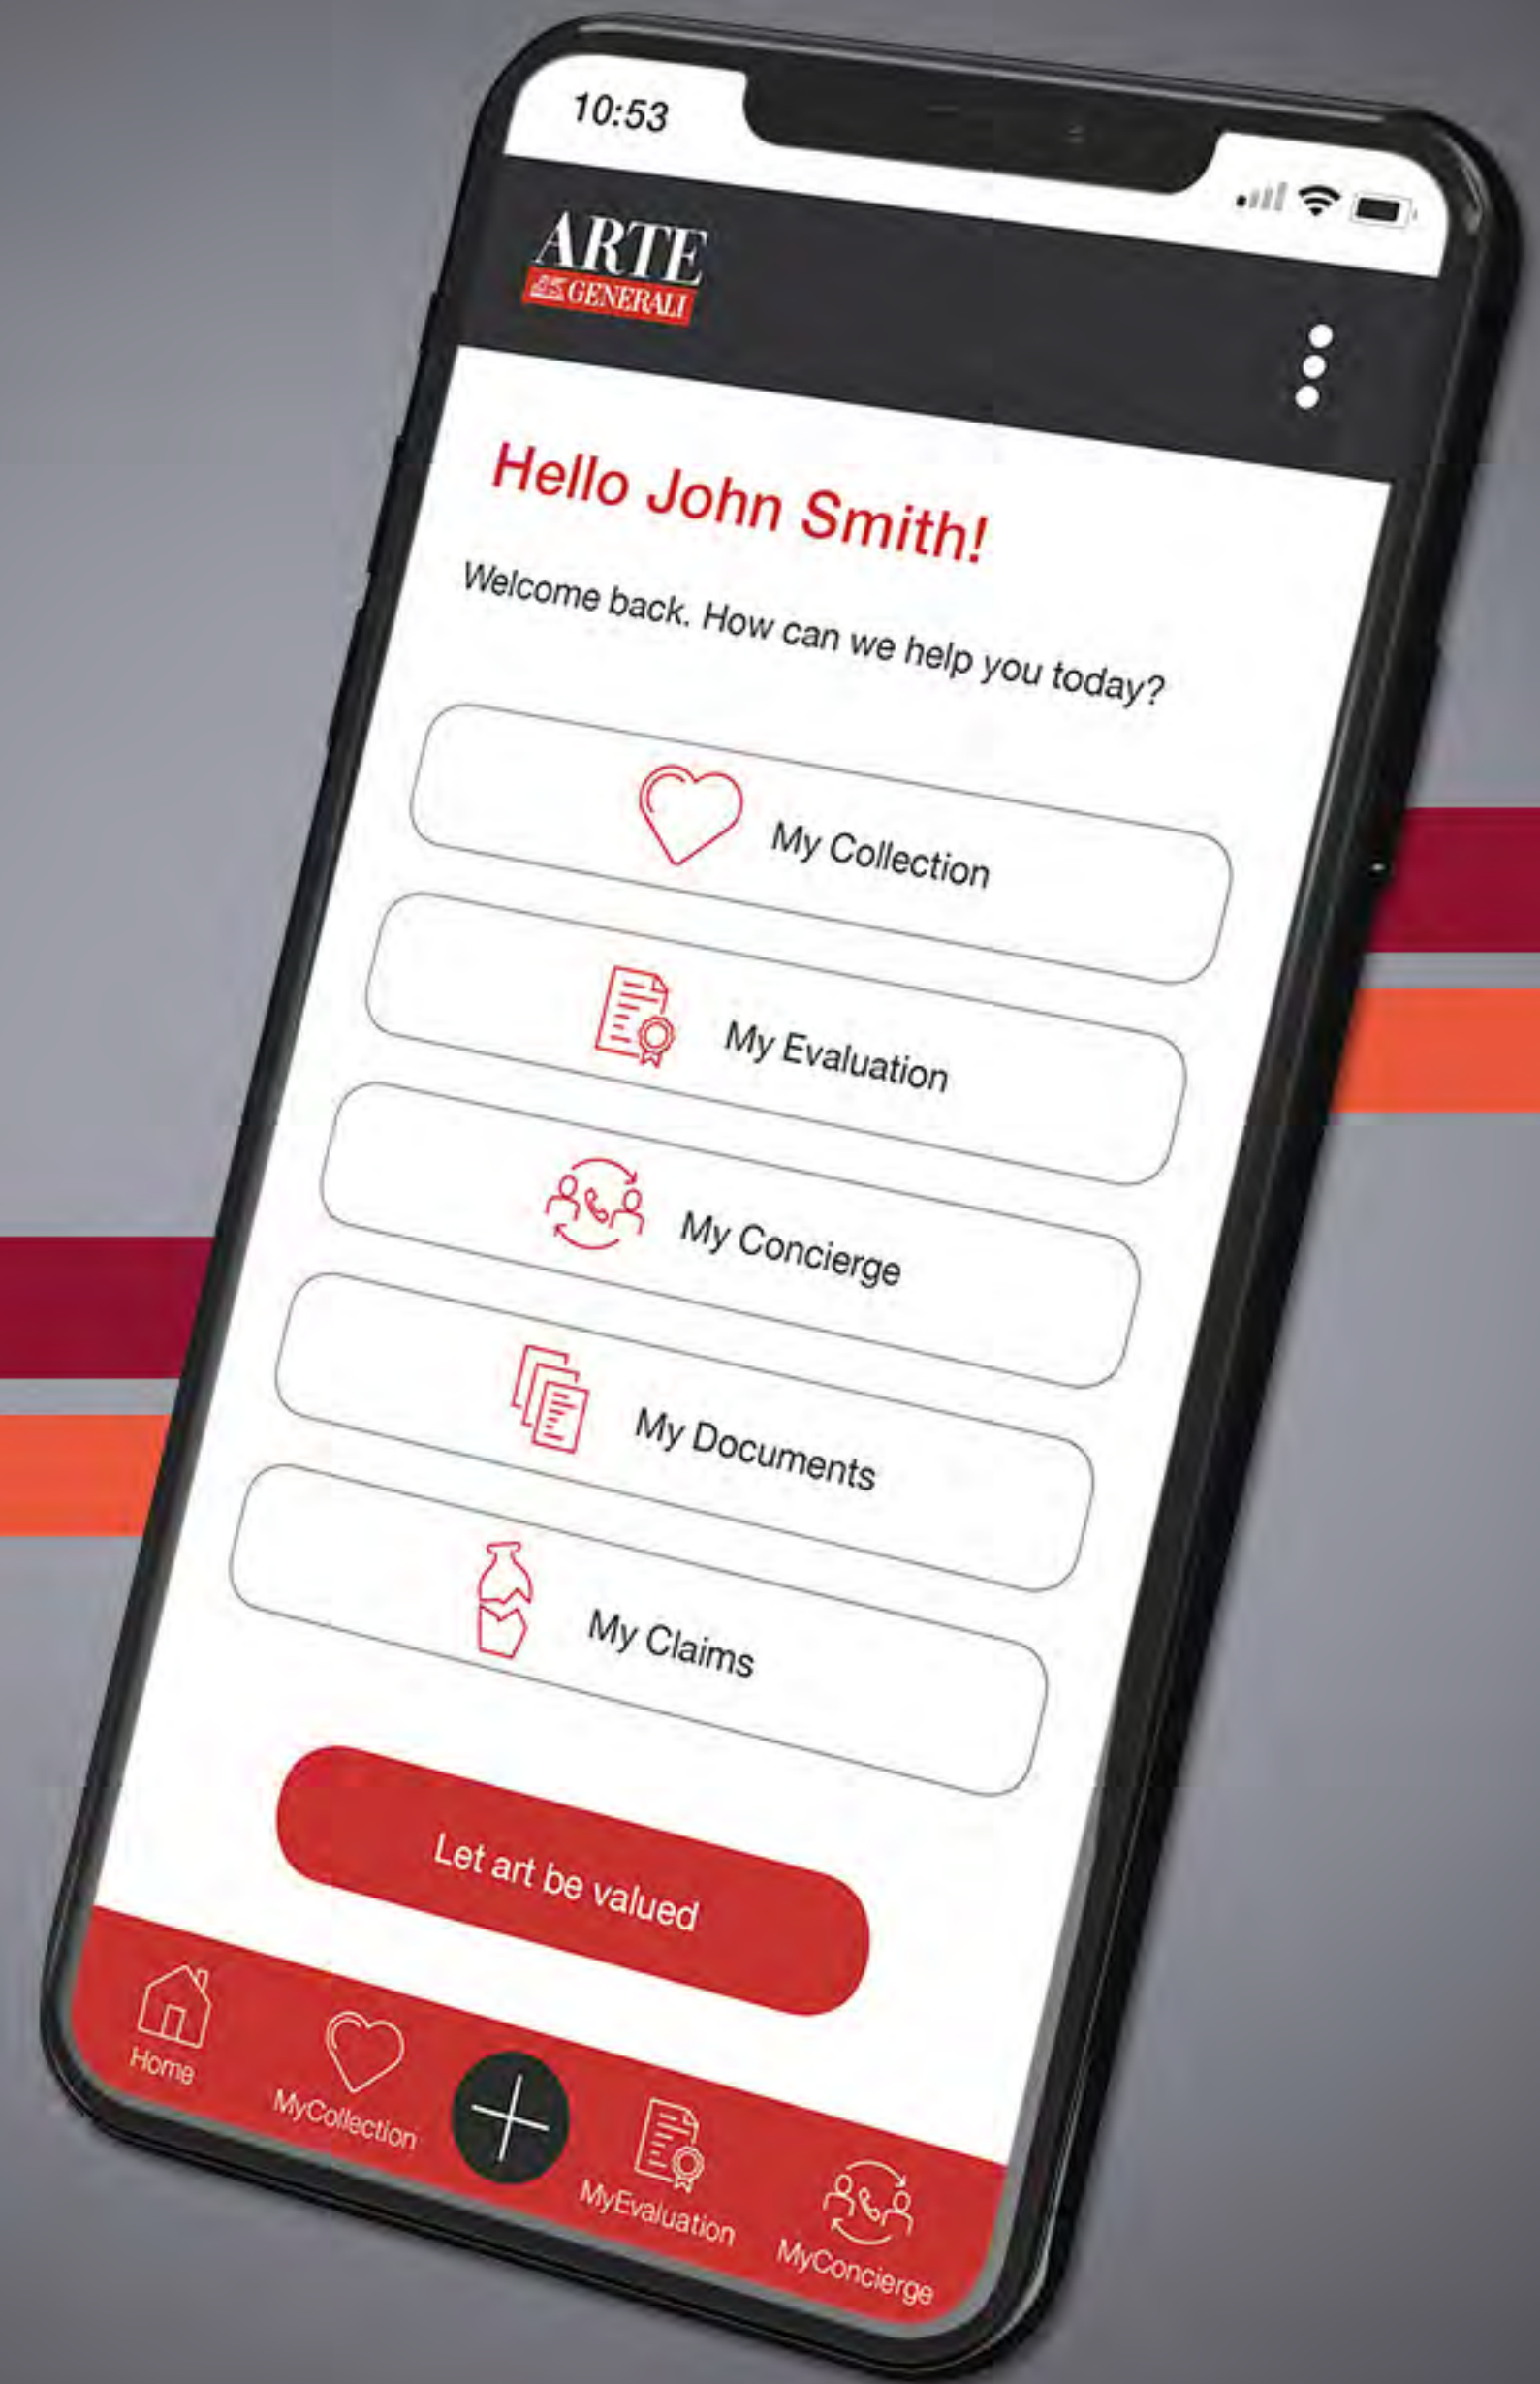 10:53
ARTE
GENERALI
Hello John Smith!
Welcome back. How can we help you today?
My Collection
My Evaluation
My Concierge
My Documents
My Claims
Let art be valued
Home
MyCollection
MyEvaluation
MyConcierge